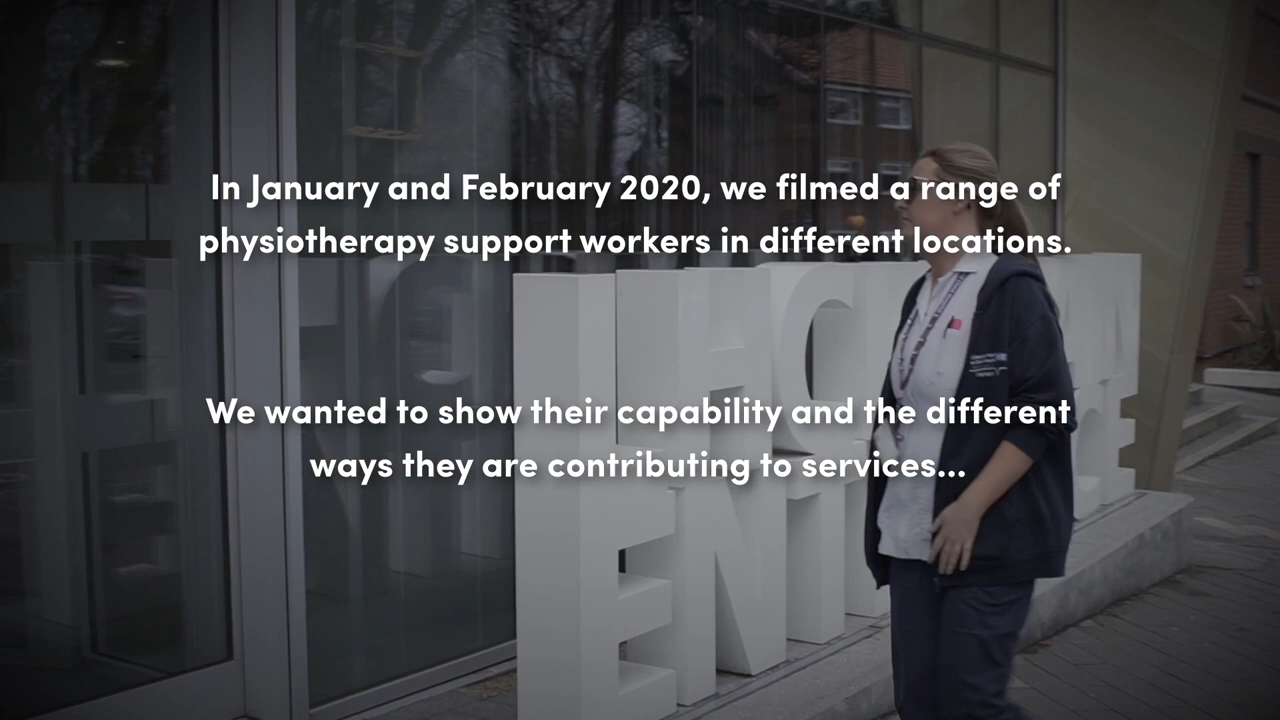 In January and February 2020, we filmed a range of
physiotherapy support workers in different locations.
We wanted to show their capability and the different
ways they are contributing to services...